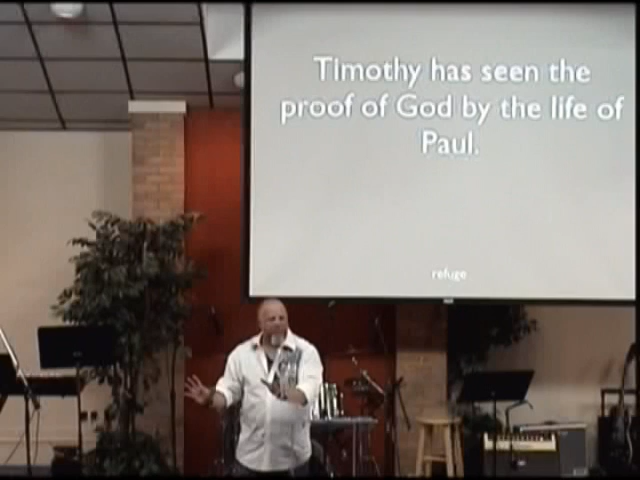 Timothy has seen the
proof of God by the life of
Paul.
refuge